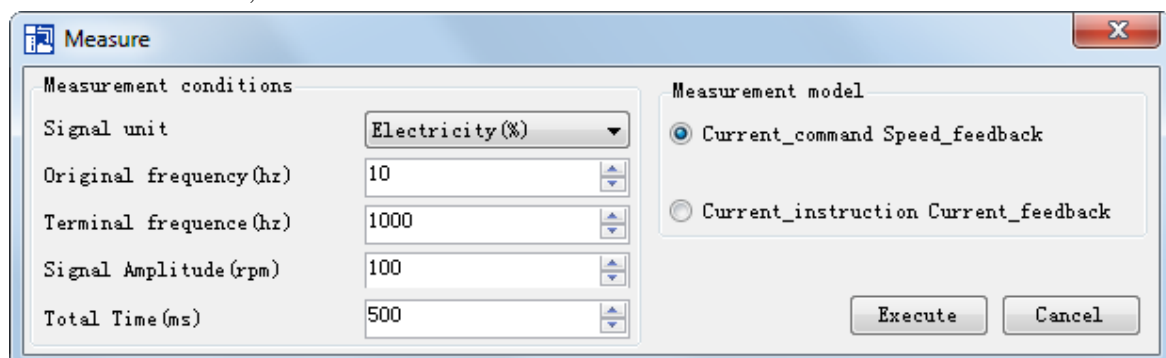 Measure
Measurement conditions
Signal unit
Electricity(%)
Original frequency(hz)
10
Terminal frequence(hz)
1000
Signal Amplitude(rpm)
100
Total Time(ms)
500
Measurement model
Current_command Speed_feedback
Current_instruction Current_feedback
Execute
Cancel